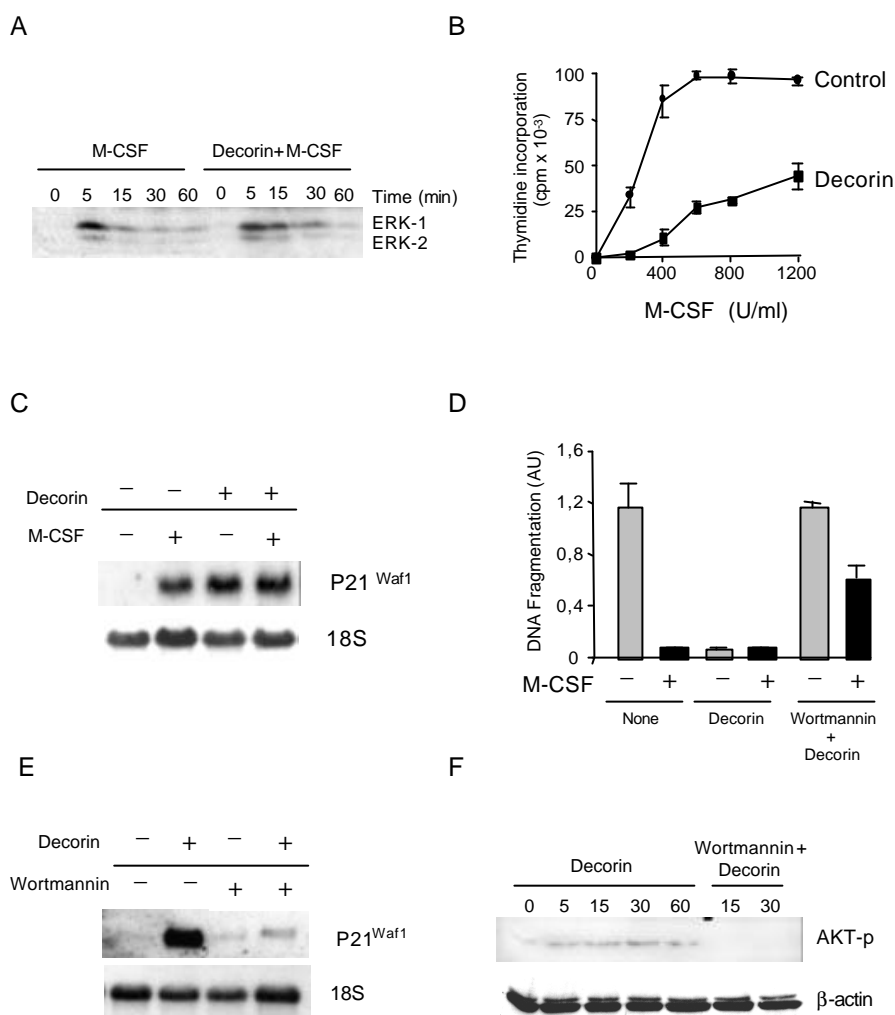 A
M-CSF Decorin+M-CSF
0 5 15 30 60 0 5 15 30 60 Time (min)
ERK-1
ERK-2
B
Thymidine incorporation
(cpm x 10-3)
100
75
50
25
0
0 400 800 1200
M-CSF (U/ml)
Control
Decorin
C
Decorin − − + +
M-CSF − + − +
P21 Waf1
18S
D
DNA Fragmentation (AU)
1,6
1,2
0,8
0,4
0
M-CSF − + − + − +
None Decorin Wortmannin
+
Decorin
E
Decorin − + − +
Wortmannin − − + +
P21Waf1
18S
F
Decorin Wortmannin +
Decorin
0 5 15 30 60 15 30
AKT-p
β-actin